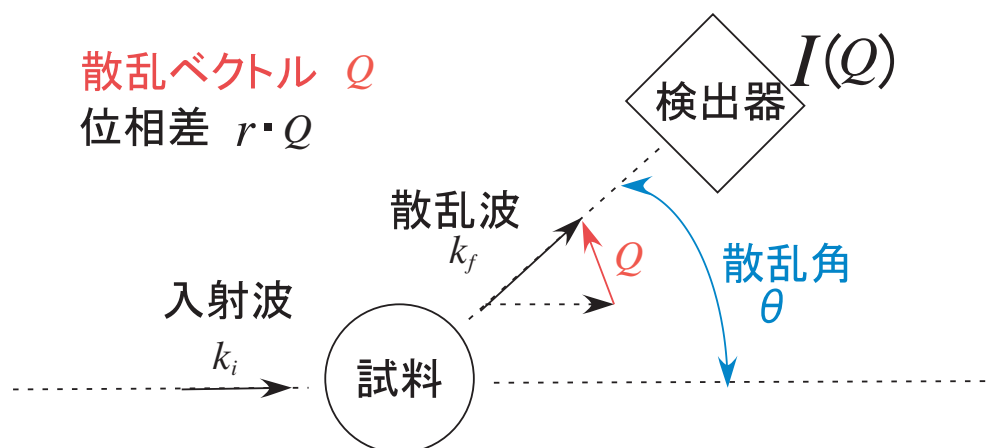 散乱ベクトル Q
位相差 r・Q
I(Q)
検出器
散乱波
k_f
Q
散乱角
θ
入射波
k_i
試料